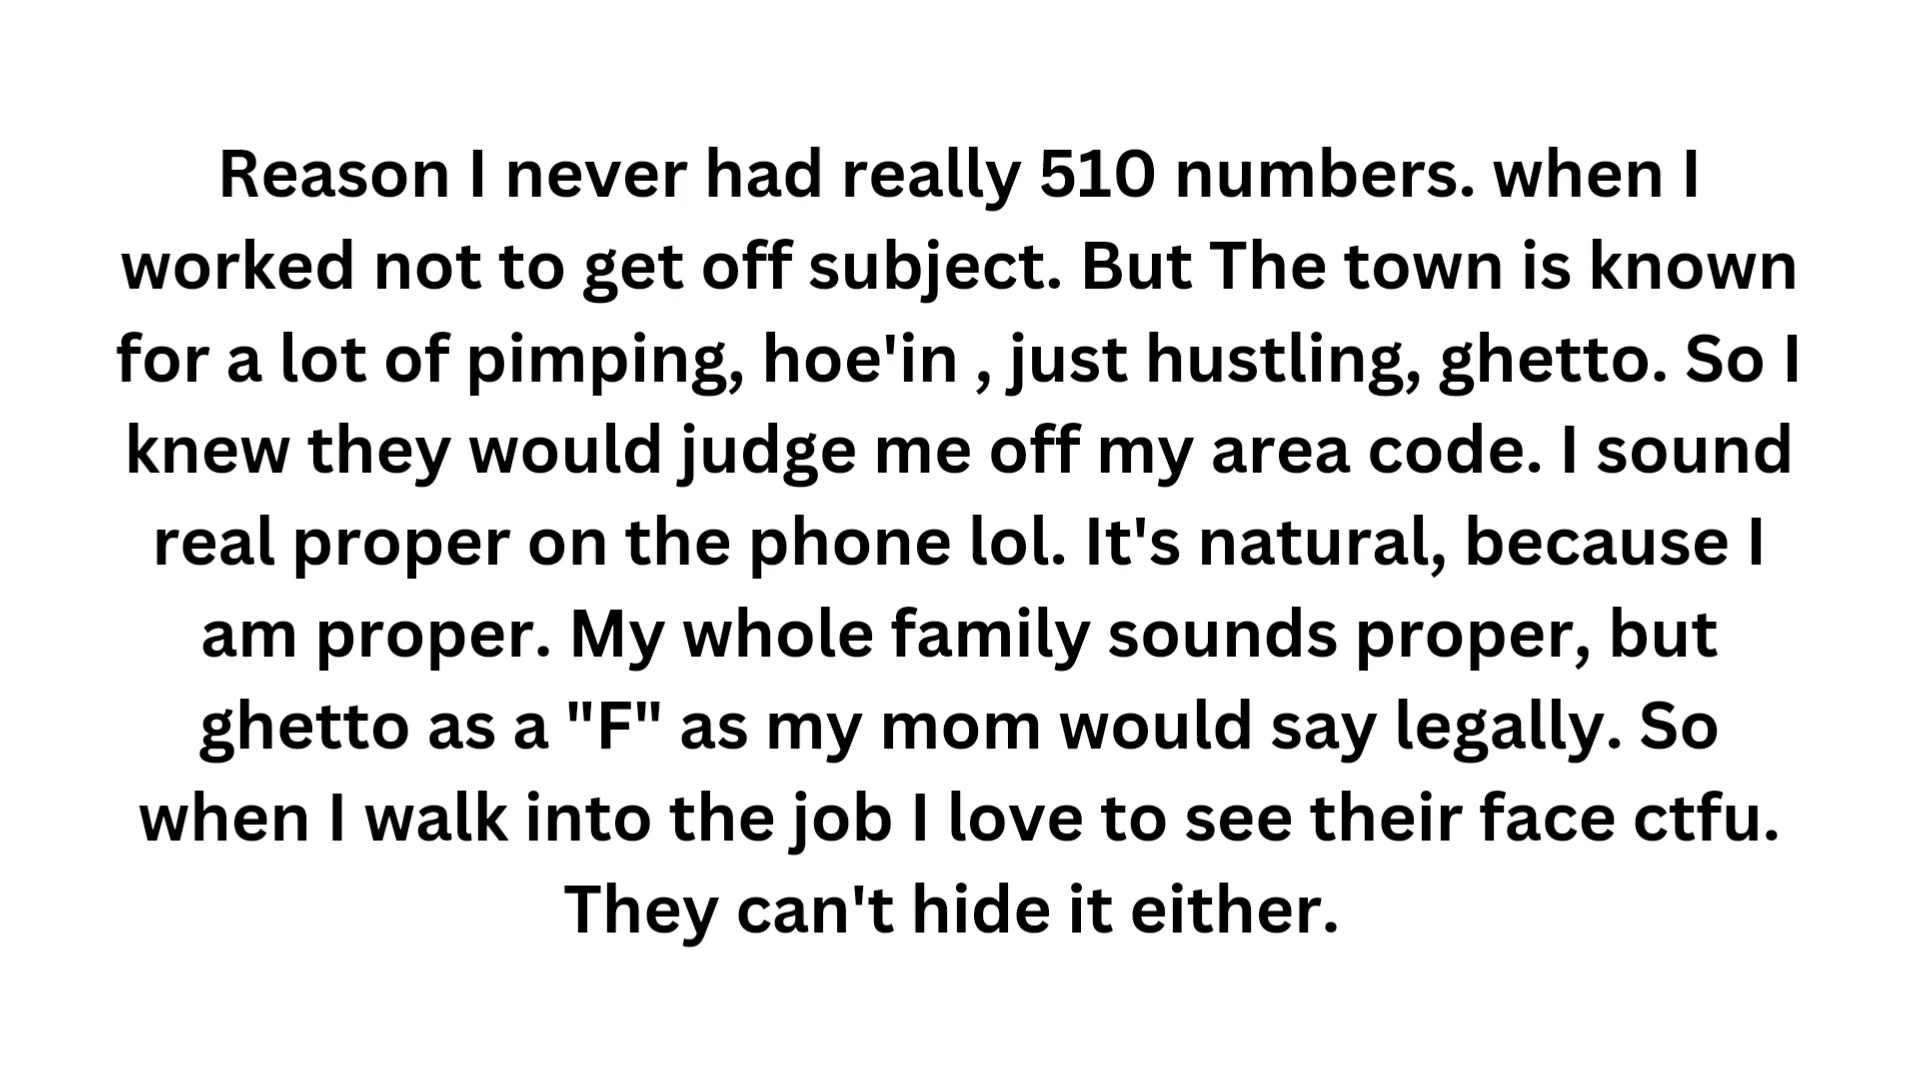 Reason I never had really 510 numbers. when I
worked not to get off subject. But The town is known
for a lot of pimping, hoe'in , just hustling, ghetto. So I
knew they would judge me off my area code. I sound
real proper on the phone lol. It's natural, because I
am proper. My whole family sounds proper, but
ghetto as a "F" as my mom would say legally. So
when I walk into the job I love to see their face ctfu.
They can't hide it either.